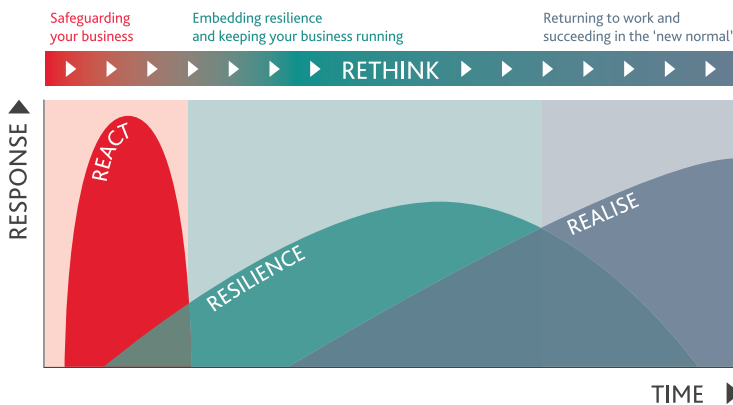 Safeguarding
your business
Embedding resilience
and keeping your business running
Returning to work and
succeeding in the ‘new normal’
RETHINK
RESPONSE
REACT
RESILIENCE
REALISE
TIME